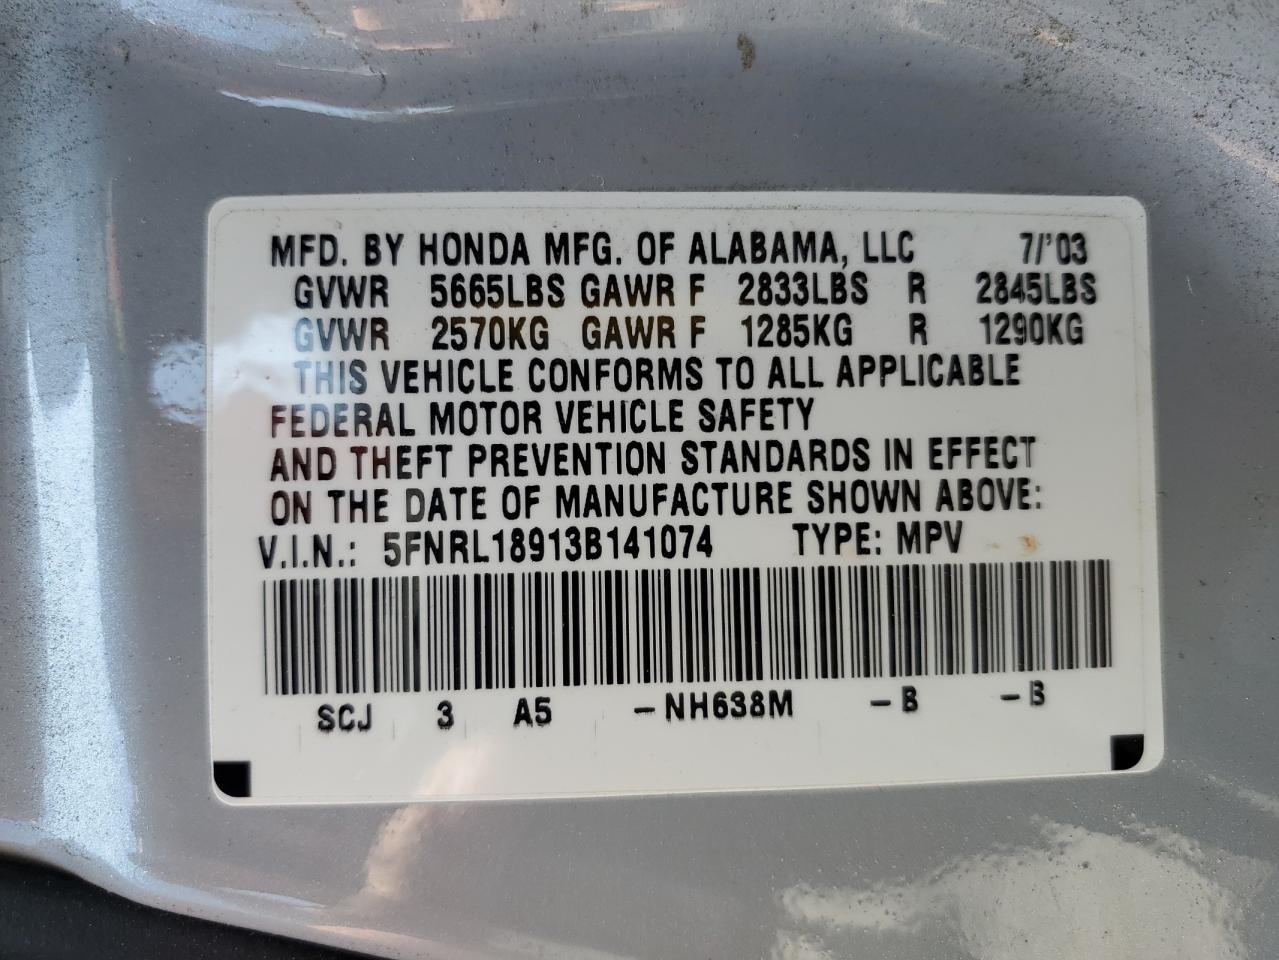 MFD. BY HONDA MFG. OF ALABAMA, LLC 7/'03
GVWR 5665LBS GAWR F 2833LBS R 2845LBS
GVWR 2570KG GAWR F 1285KG R 1290KG
THIS VEHICLE CONFORMS TO ALL APPLICABLE
FEDERAL MOTOR VEHICLE SAFETY
AND THEFT PREVENTION STANDARDS IN EFFECT
ON THE DATE OF MANUFACTURE SHOWN ABOVE:
V.I.N.: 5FNRL18913B141074 TYPE: MPV
SCJ 3 A5 -NH638M -B -B